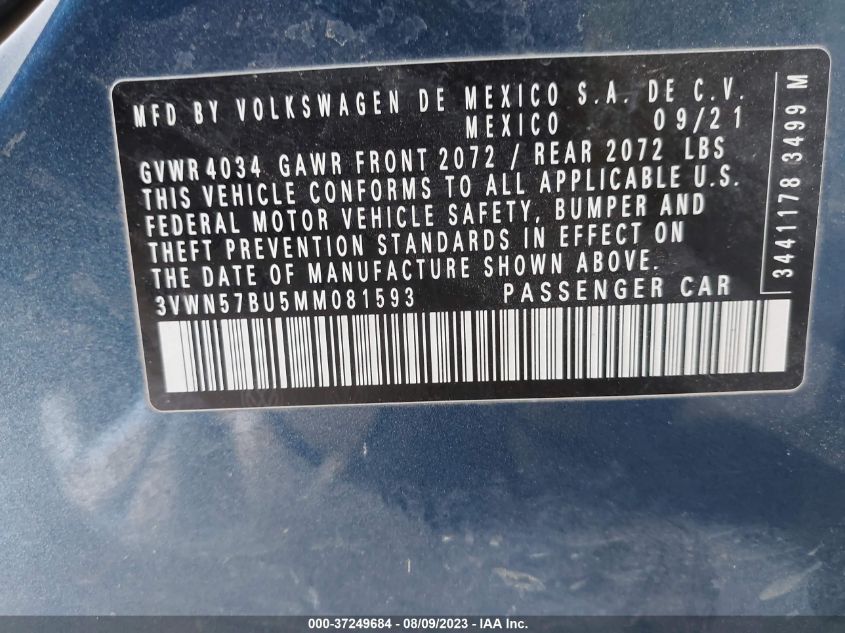 MFD BY VOLKSWAGEN DE MEXICO S.A. DE C.V.
MEXICO 09/21
GVWR 4034 GAWR FRONT 2072 / REAR 2072 LBS
THIS VEHICLE CONFORMS TO ALL APPLICABLE U.S.
FEDERAL MOTOR VEHICLE SAFETY, BUMPER AND
THEFT PREVENTION STANDARDS IN EFFECT ON
THE DATE OF MANUFACTURE SHOWN ABOVE.
3VWN57BU5MM081593 PASSENGER CAR
3441178 3499 M
000-37249684 - 08/09/2023 - IAA Inc.